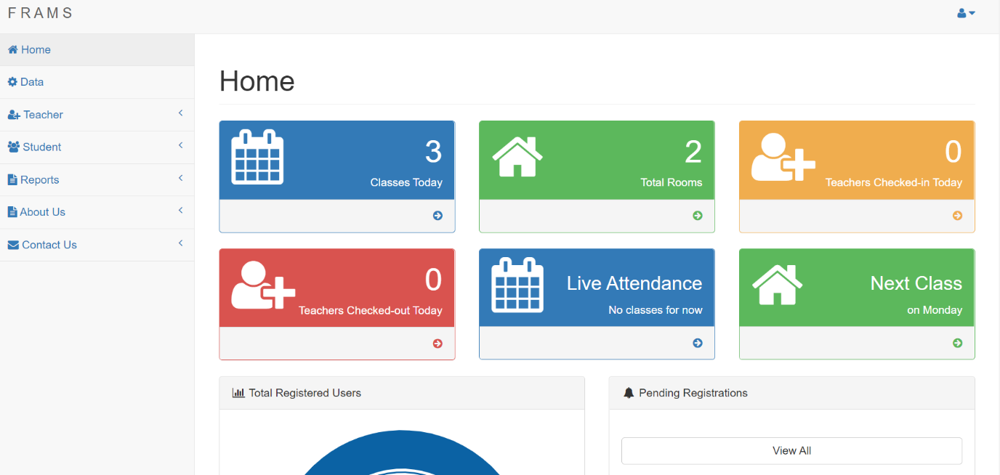 F R A M S
Home
Data
Teacher
Student
Reports
About Us
Contact Us
Home
3
Classes Today
2
Total Rooms
0
Teachers Checked-in Today
0
Teachers Checked-out Today
Live Attendance
No classes for now
Next Class
on Monday
Total Registered Users
Pending Registrations
View All